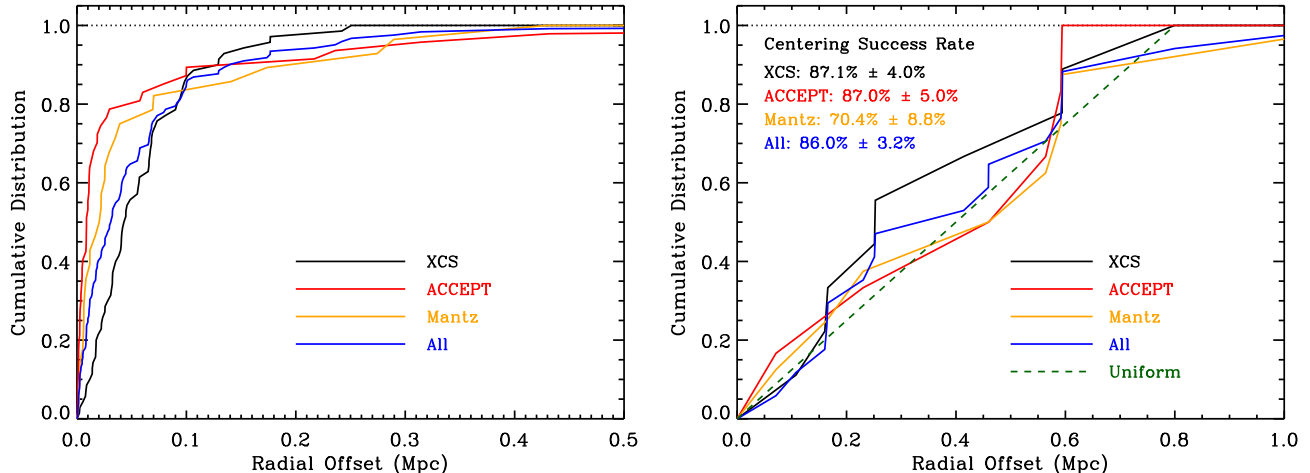 Cumulative Distribution
1.0
0.8
0.6
0.4
0.2
0.0
XCS
ACCEPT
Mantz
All
0.0 0.1 0.2 0.3 0.4 0.5
Radial Offset (Mpc)
Cumulative Distribution
1.0
0.8
0.6
0.4
0.2
0.0
Centering Success Rate
XCS: 87.1% ± 4.0%
ACCEPT: 87.0% ± 5.0%
Mantz: 70.4% ± 8.8%
All: 86.0% ± 3.2%
XCS
ACCEPT
Mantz
All
Uniform
0.0 0.2 0.4 0.6 0.8 1.0
Radial Offset (Mpc)